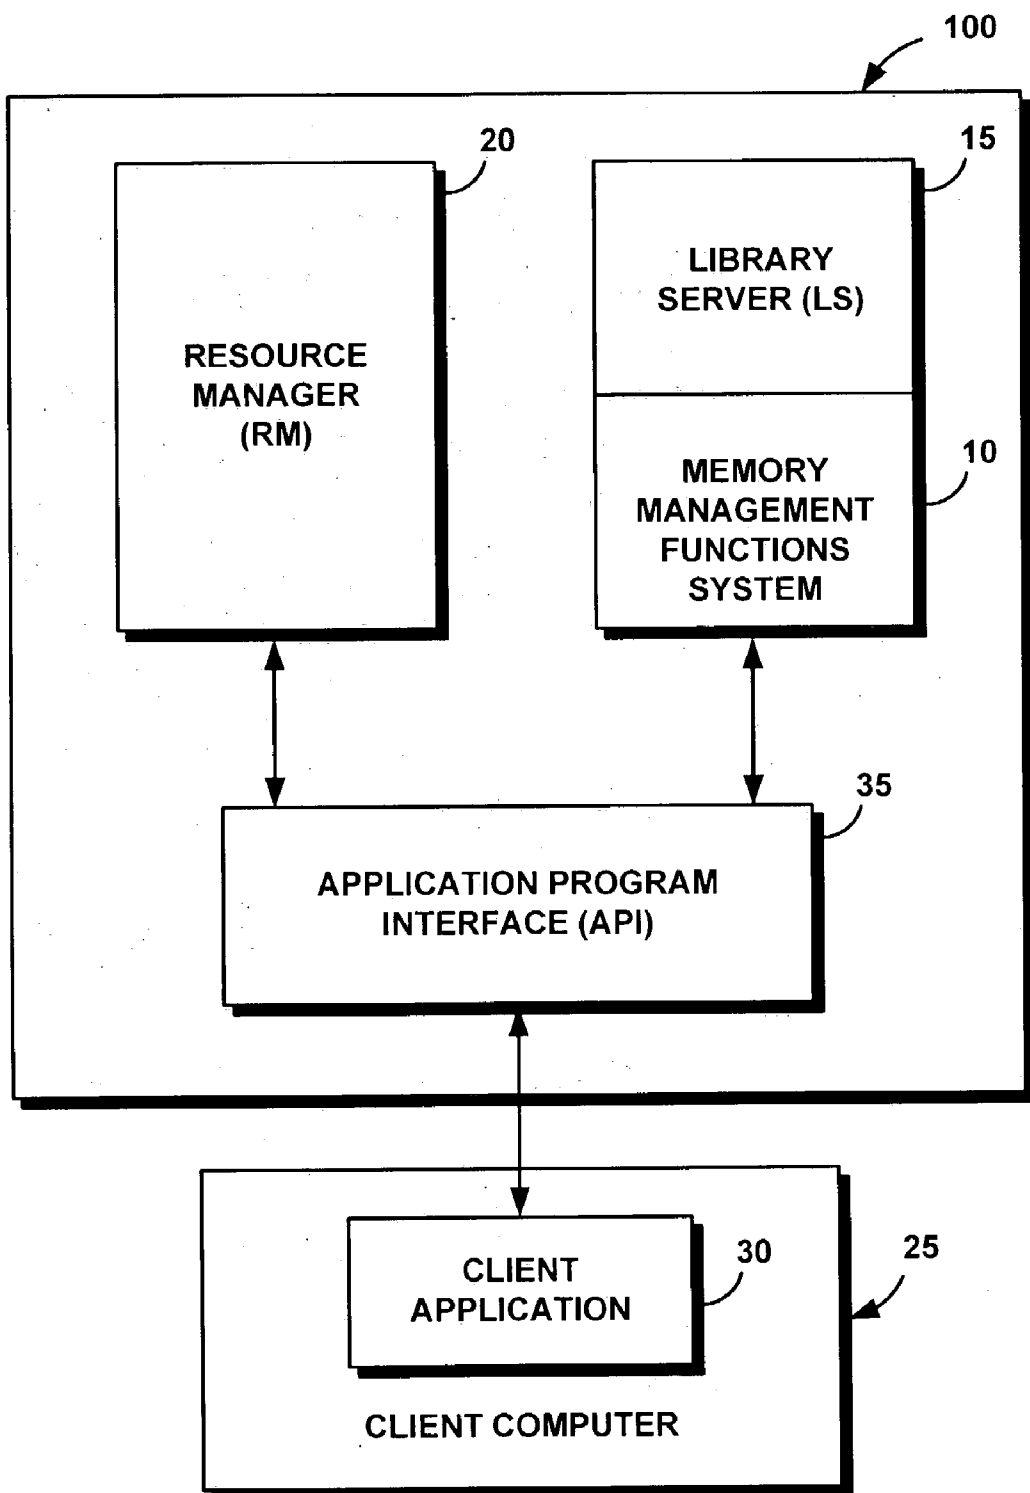 100
20
15
LIBRARY
SERVER (LS)
RESOURCE
MANAGER
(RM)
10
MEMORY
MANAGEMENT
FUNCTIONS
SYSTEM
35
APPLICATION PROGRAM
INTERFACE (API)
30
25
CLIENT
APPLICATION
CLIENT COMPUTER